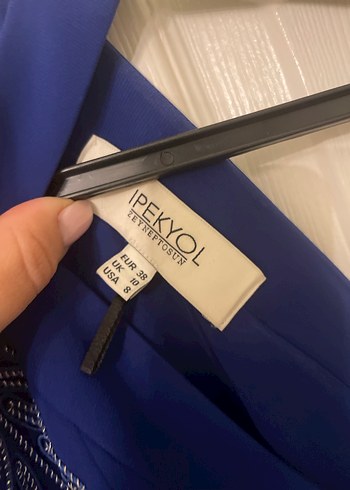 IPEKYOL
ZEYNEPTOSUN
EUR 38
UK 10
USA 8